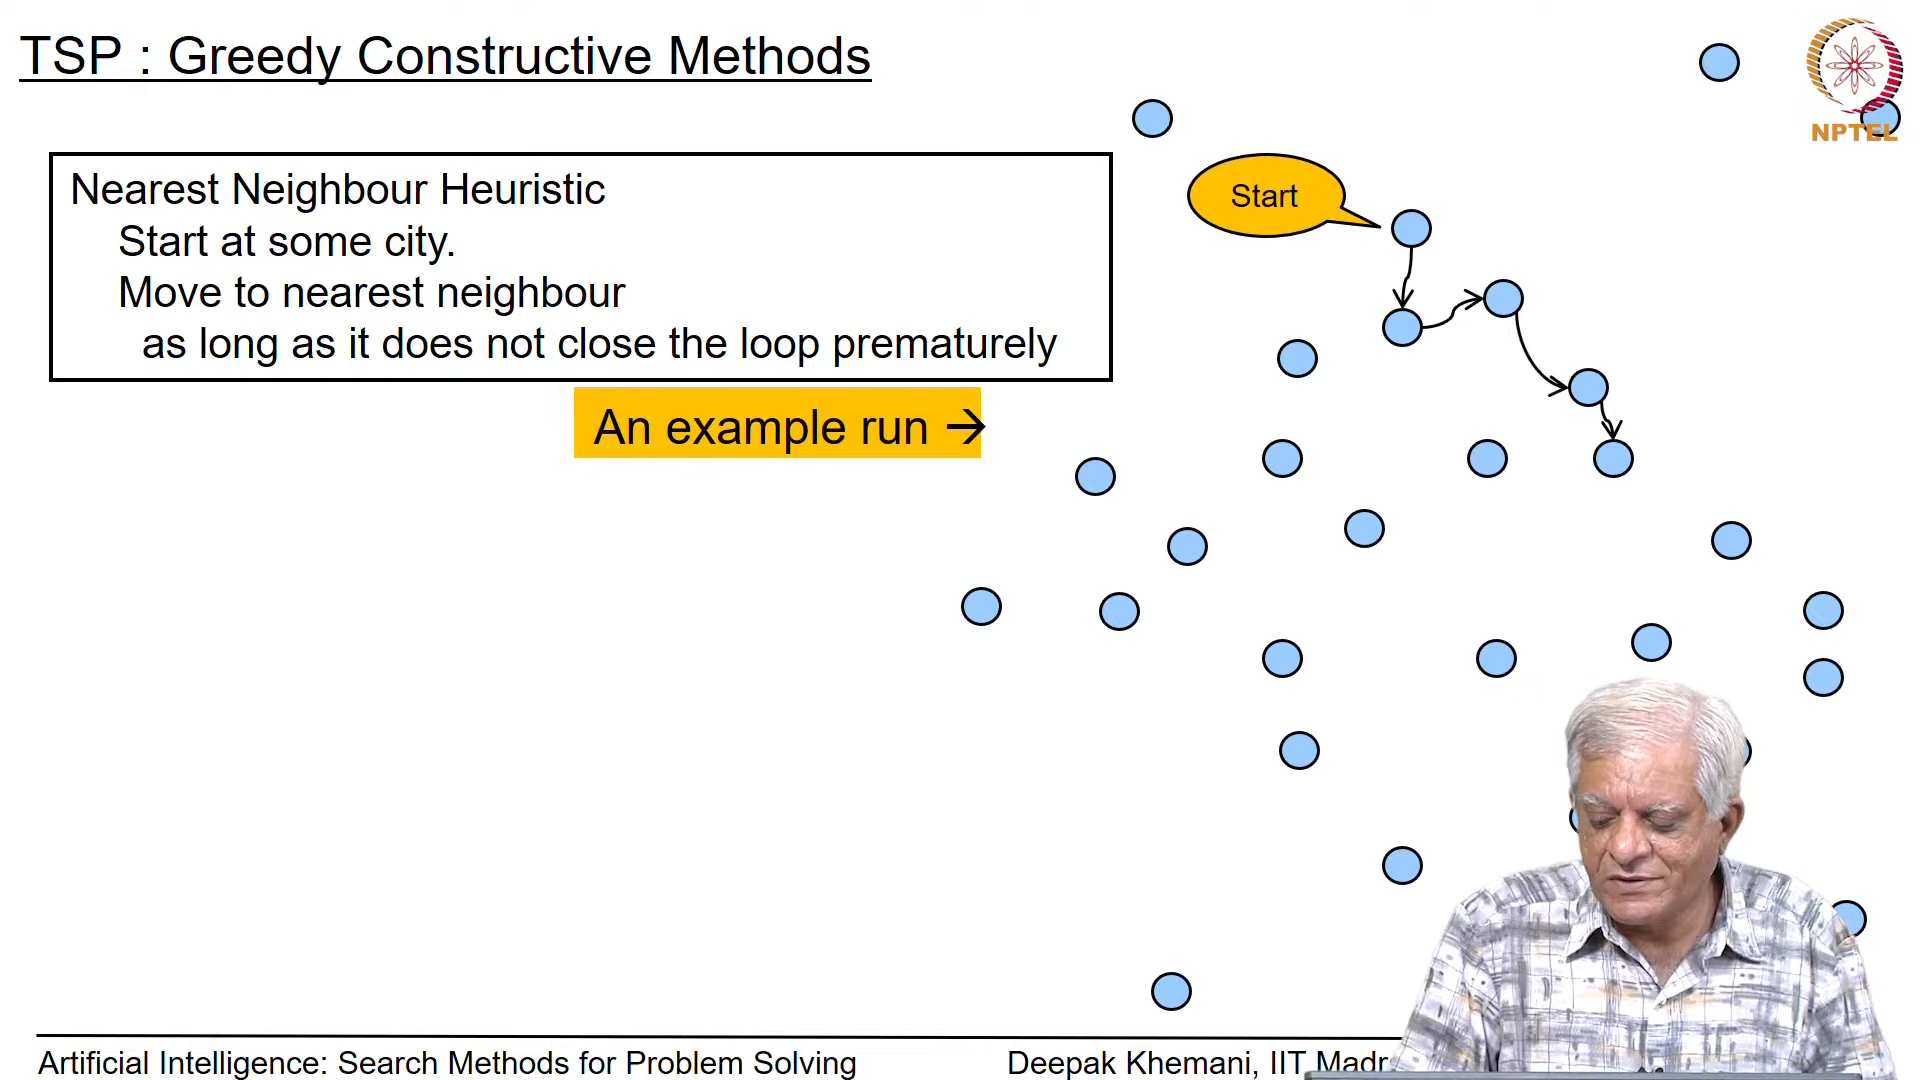 TSP : Greedy Constructive Methods
NPTEL
Nearest Neighbour Heuristic
Start at some city.
Move to nearest neighbour
as long as it does not close the loop prematurely
Start
An example run →
Artificial Intelligence: Search Methods for Problem Solving
Deepak Khemani, IIT